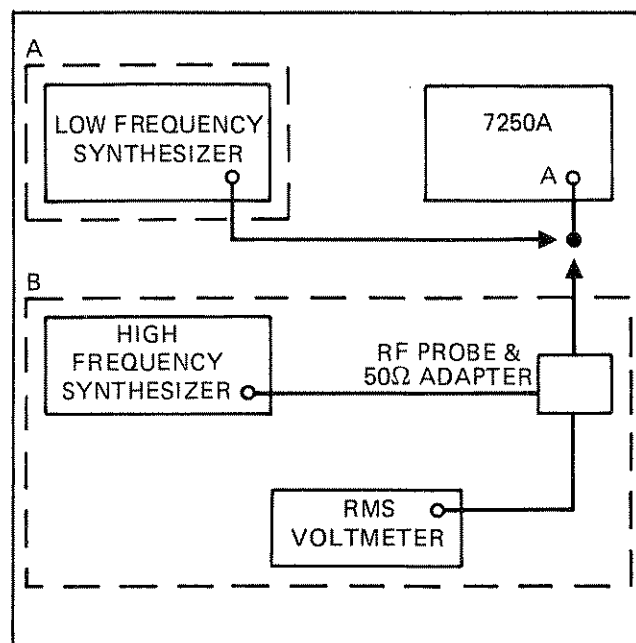 A
LOW FREQUENCY
SYNTHESIZER
7250A
A
B
HIGH
FREQUENCY
SYNTHESIZER
RF PROBE &
50Ω ADAPTER
RMS
VOLTMETER